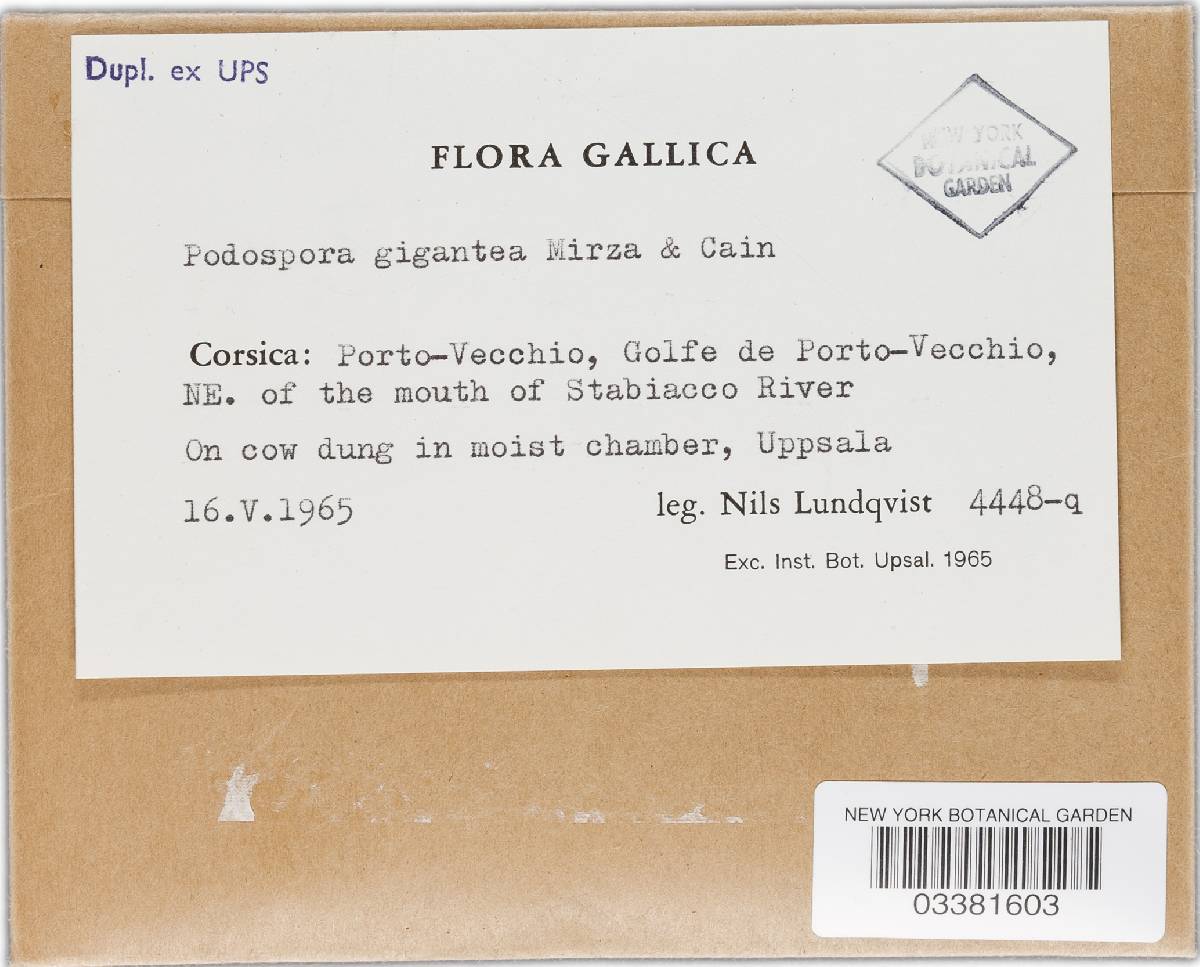 Dupl. ex UPS
NEW YORK
BOTANICAL
GARDEN
FLORA GALLICA
Podospora gigantea Mirza & Cain
Corsica: Porto-Vecchio, Golfe de Porto-Vecchio,
NE. of the mouth of Stabiacco River
On cow dung in moist chamber, Uppsala
16.V.1965 leg. Nils Lundqvist 4448-q
Exc. Inst. Bot. Upsal. 1965
NEW YORK BOTANICAL GARDEN
03381603